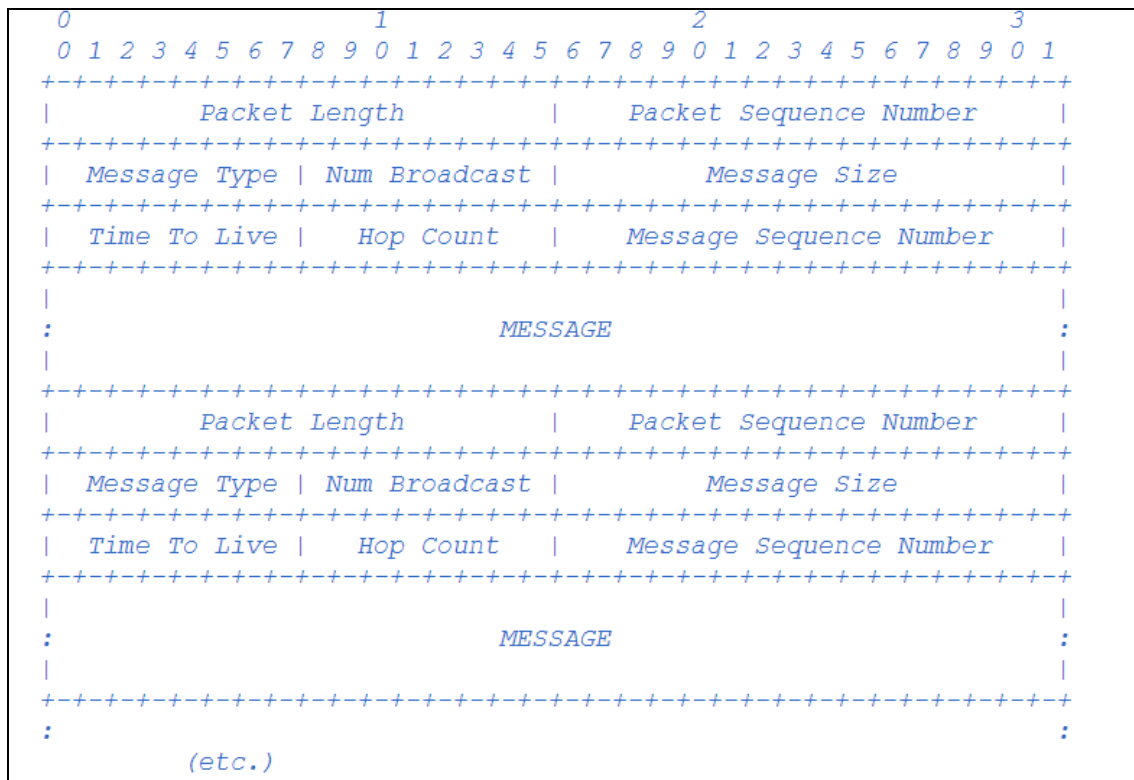 0                   1                   2                   3
0 1 2 3 4 5 6 7 8 9 0 1 2 3 4 5 6 7 8 9 0 1 2 3 4 5 6 7 8 9 0 1
+-+-+-+-+-+-+-+-+-+-+-+-+-+-+-+-+-+-+-+-+-+-+-+-+-+-+-+-+-+-+-+-+
|         Packet Length         |    Packet Sequence Number     |
+-+-+-+-+-+-+-+-+-+-+-+-+-+-+-+-+-+-+-+-+-+-+-+-+-+-+-+-+-+-+-+-+
|  Message Type | Num Broadcast |         Message Size          |
+-+-+-+-+-+-+-+-+-+-+-+-+-+-+-+-+-+-+-+-+-+-+-+-+-+-+-+-+-+-+-+-+
|  Time To Live |   Hop Count   |    Message Sequence Number    |
+-+-+-+-+-+-+-+-+-+-+-+-+-+-+-+-+-+-+-+-+-+-+-+-+-+-+-+-+-+-+-+-+
|                                                               |
:                            MESSAGE                            :
|                                                               |
+-+-+-+-+-+-+-+-+-+-+-+-+-+-+-+-+-+-+-+-+-+-+-+-+-+-+-+-+-+-+-+-+
|         Packet Length         |    Packet Sequence Number     |
+-+-+-+-+-+-+-+-+-+-+-+-+-+-+-+-+-+-+-+-+-+-+-+-+-+-+-+-+-+-+-+-+
|  Message Type | Num Broadcast |         Message Size          |
+-+-+-+-+-+-+-+-+-+-+-+-+-+-+-+-+-+-+-+-+-+-+-+-+-+-+-+-+-+-+-+-+
|  Time To Live |   Hop Count   |    Message Sequence Number    |
+-+-+-+-+-+-+-+-+-+-+-+-+-+-+-+-+-+-+-+-+-+-+-+-+-+-+-+-+-+-+-+-+
|                                                               |
:                            MESSAGE                            :
|                                                               |
+-+-+-+-+-+-+-+-+-+-+-+-+-+-+-+-+-+-+-+-+-+-+-+-+-+-+-+-+-+-+-+-+
:                                                               :
(etc.)